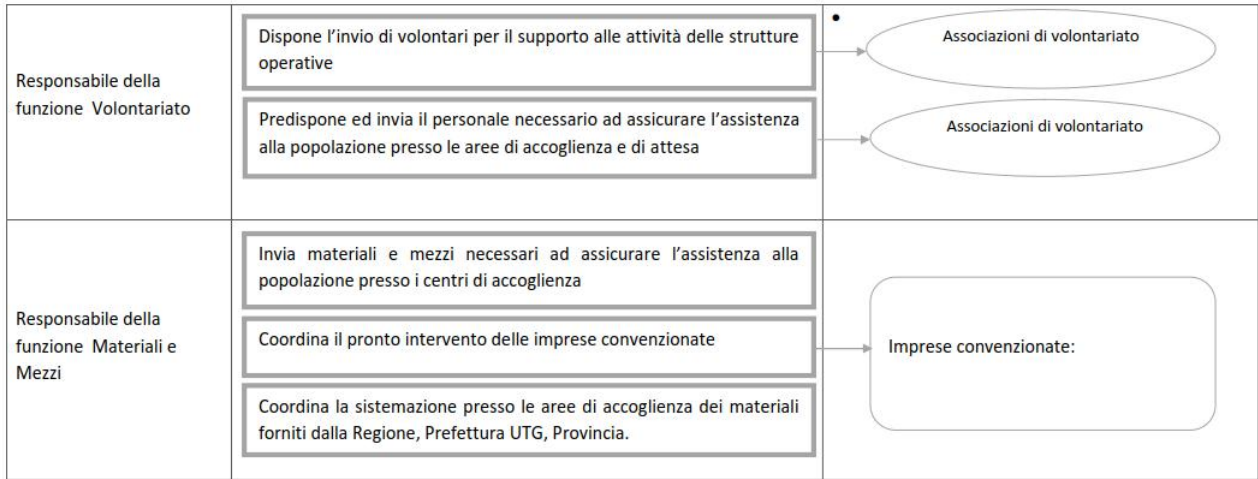 Responsabile della
funzione Volontariato
Dispone l’invio di volontari per il supporto alle attività delle strutture
operative
•
Associazioni di volontariato
Predispone ed invia il personale necessario ad assicurare l’assistenza
alla popolazione presso le aree di accoglienza e di attesa
Associazioni di volontariato
Responsabile della
funzione Materiali e
Mezzi
Invia materiali e mezzi necessari ad assicurare l’assistenza alla
popolazione presso i centri di accoglienza
Coordina il pronto intervento delle imprese convenzionate
Imprese convenzionate:
Coordina la sistemazione presso le aree di accoglienza dei materiali
forniti dalla Regione, Prefettura UTG, Provincia.